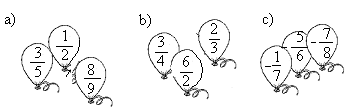 a) 3/5 1/2 8/9
b) 3/4 6/2 2/3
c) -1/7 -5/6 -7/8